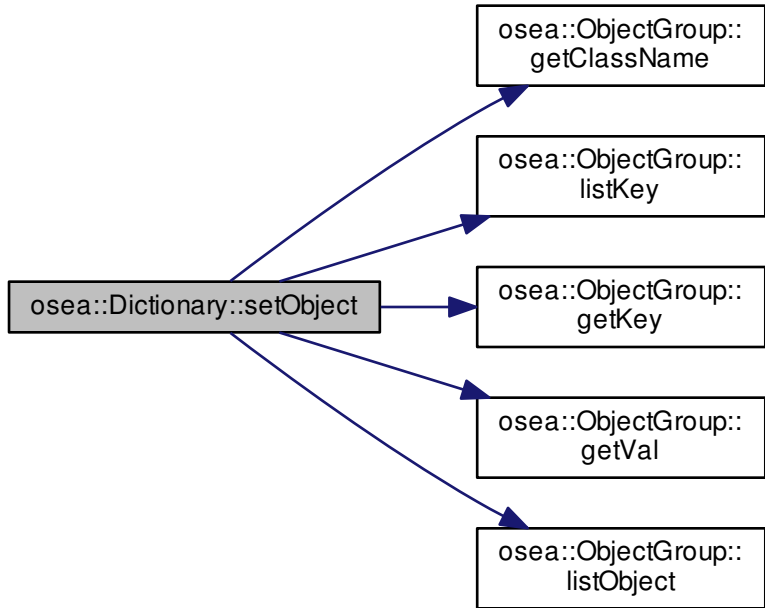 osea::ObjectGroup::
getClassName
osea::ObjectGroup::
listKey
osea::Dictionary::setObject
osea::ObjectGroup::
getKey
osea::ObjectGroup::
getVal
osea::ObjectGroup::
listObject